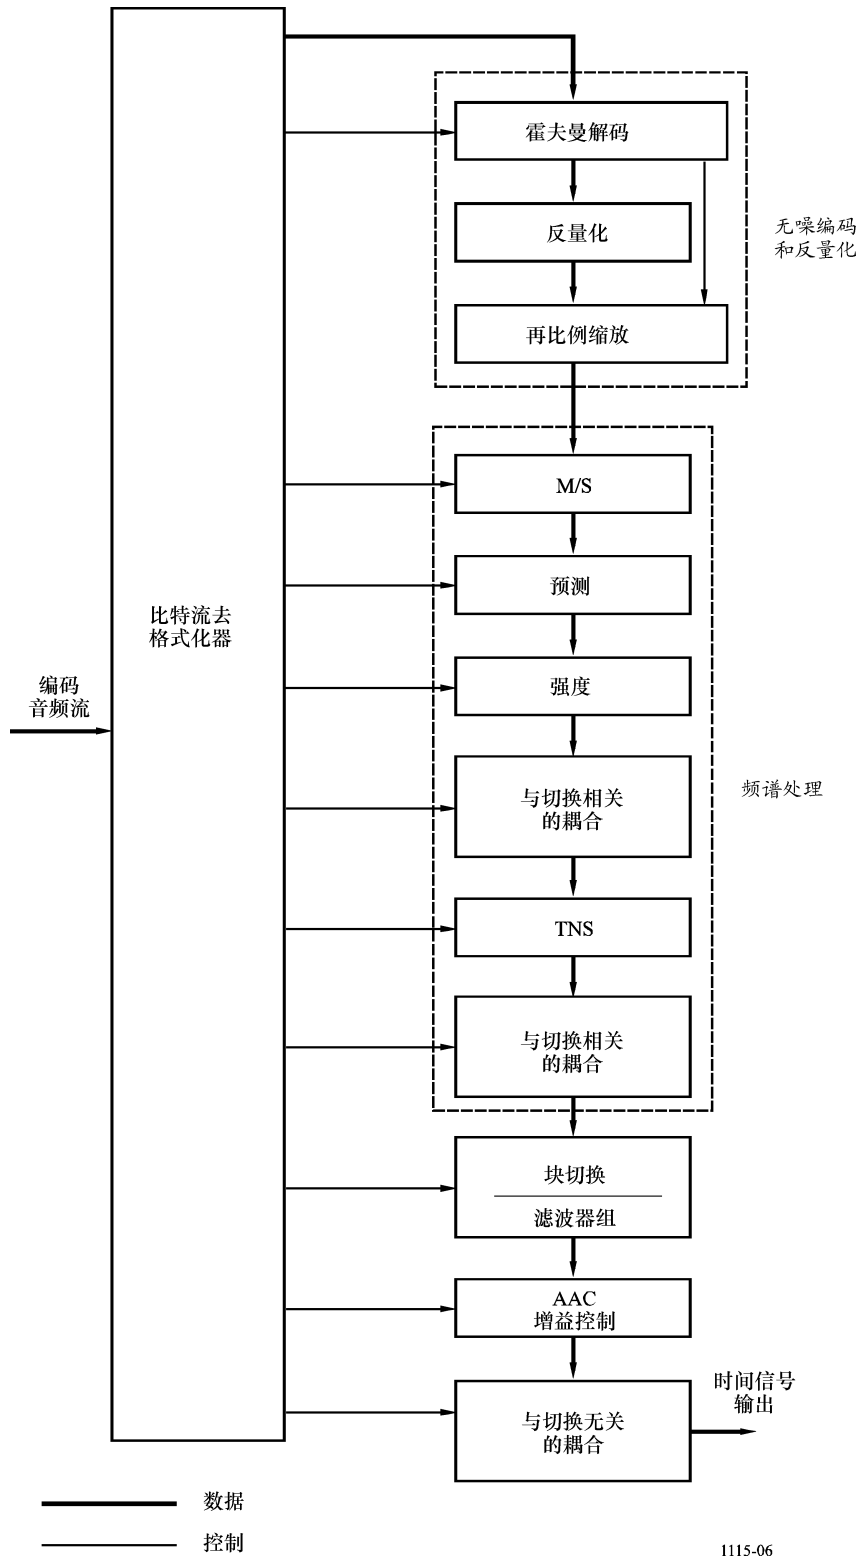 霍夫曼解码
反量化
再比例缩放
无噪编码
和反量化
M/S
预测
强度
与切换相关
的耦合
TNS
与切换相关
的耦合
频谱处理
比特流去
格式化器
编码
音频流
块切换
滤波器组
AAC
增益控制
与切换无关
的耦合
时间信号
输出
数据
控制
1115-06